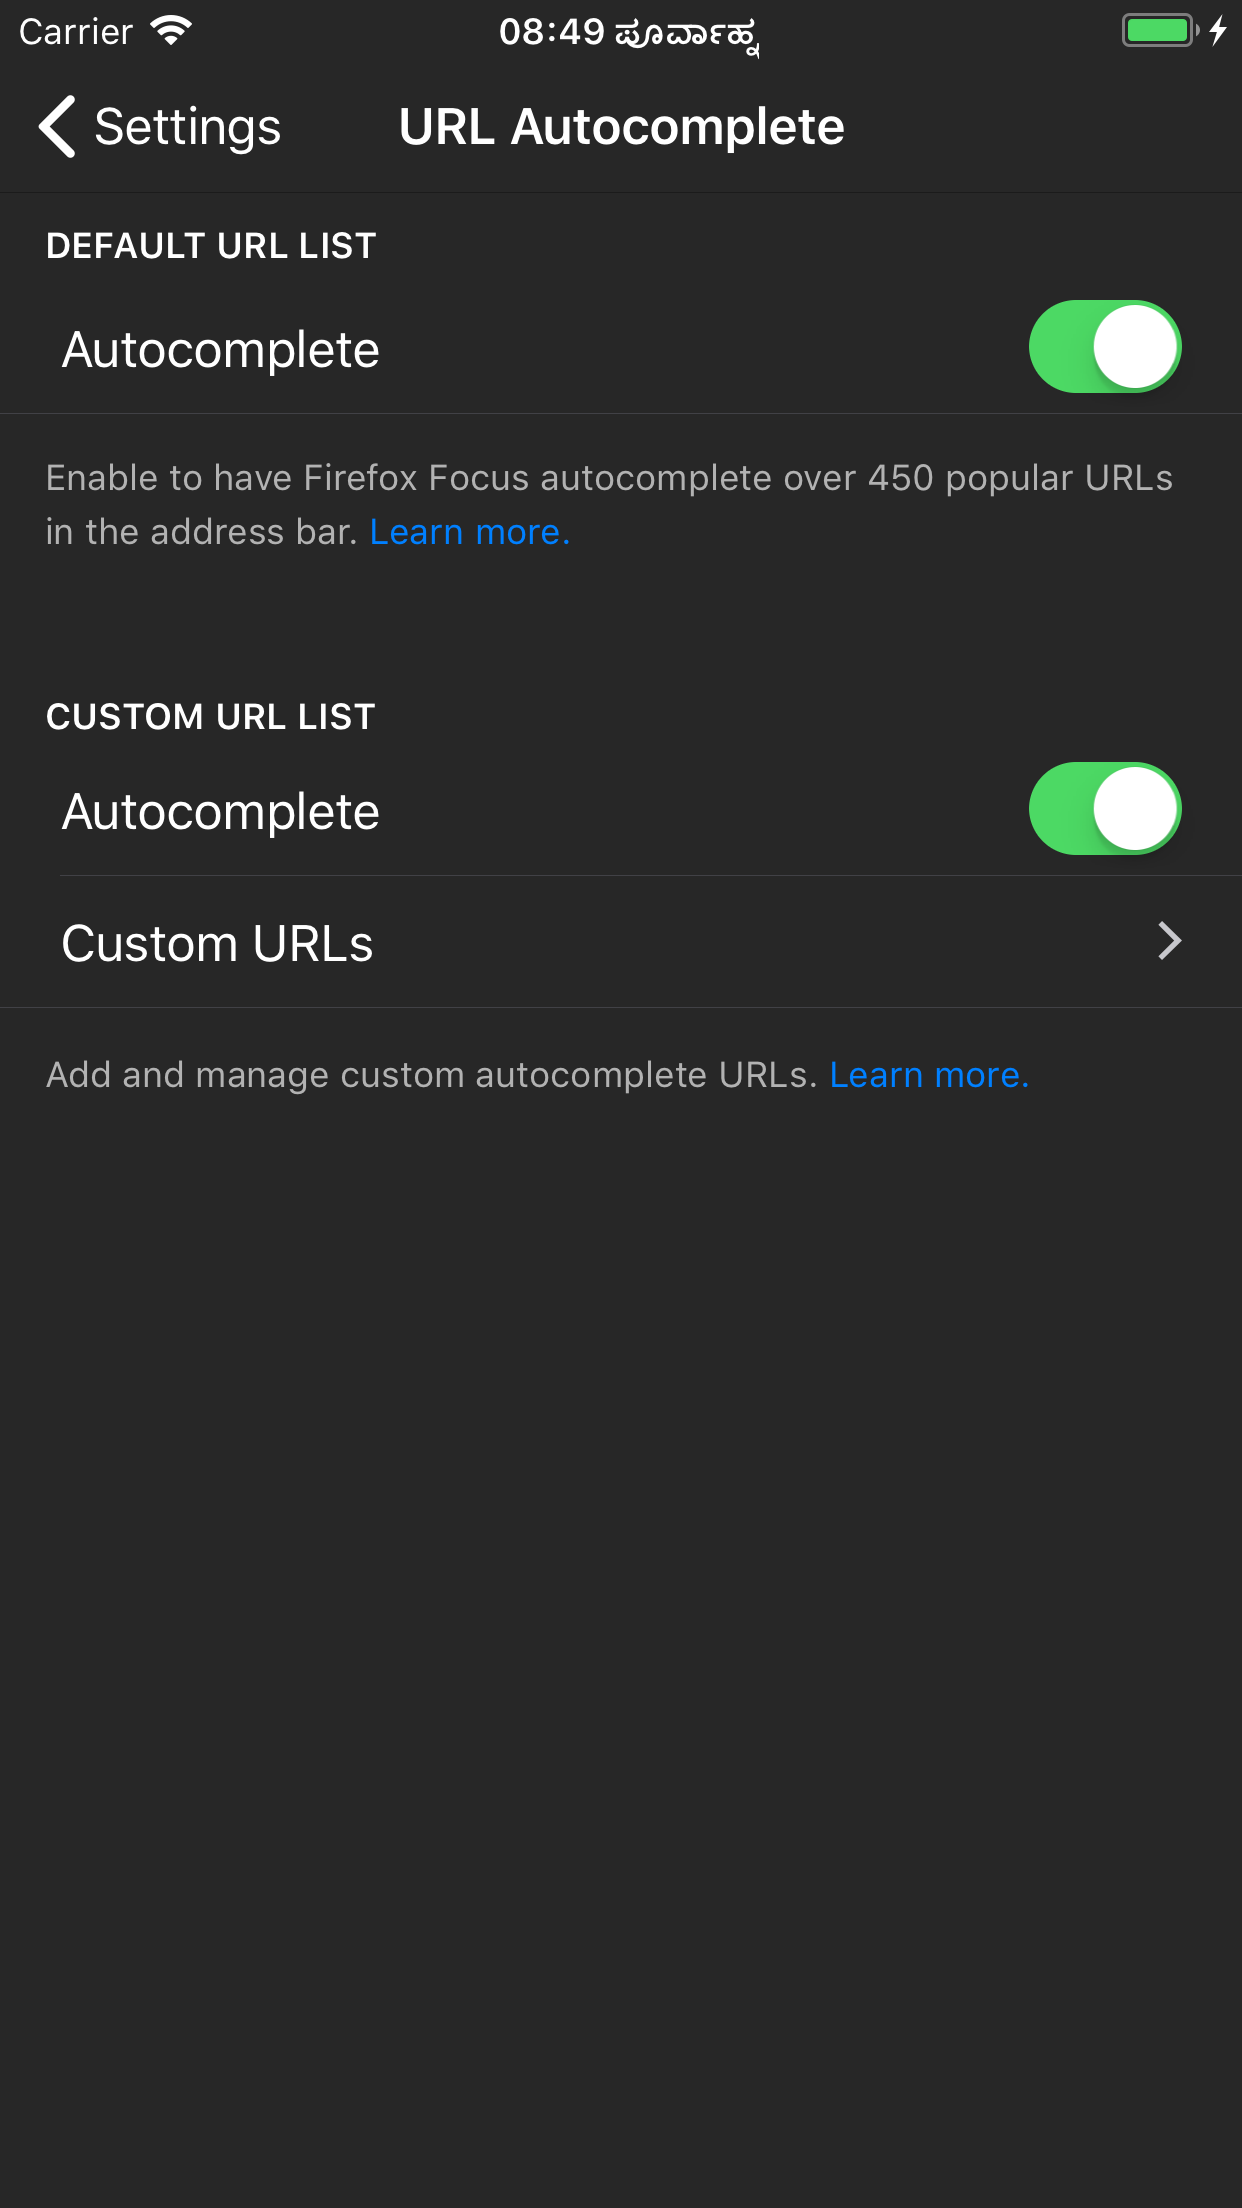 Carrier 08:49 ಪೂರ್ವಾಹ್ನ
Settings URL Autocomplete
DEFAULT URL LIST
Autocomplete
Enable to have Firefox Focus autocomplete over 450 popular URLs
in the address bar. Learn more.
CUSTOM URL LIST
Autocomplete
Custom URLs
Add and manage custom autocomplete URLs. Learn more.